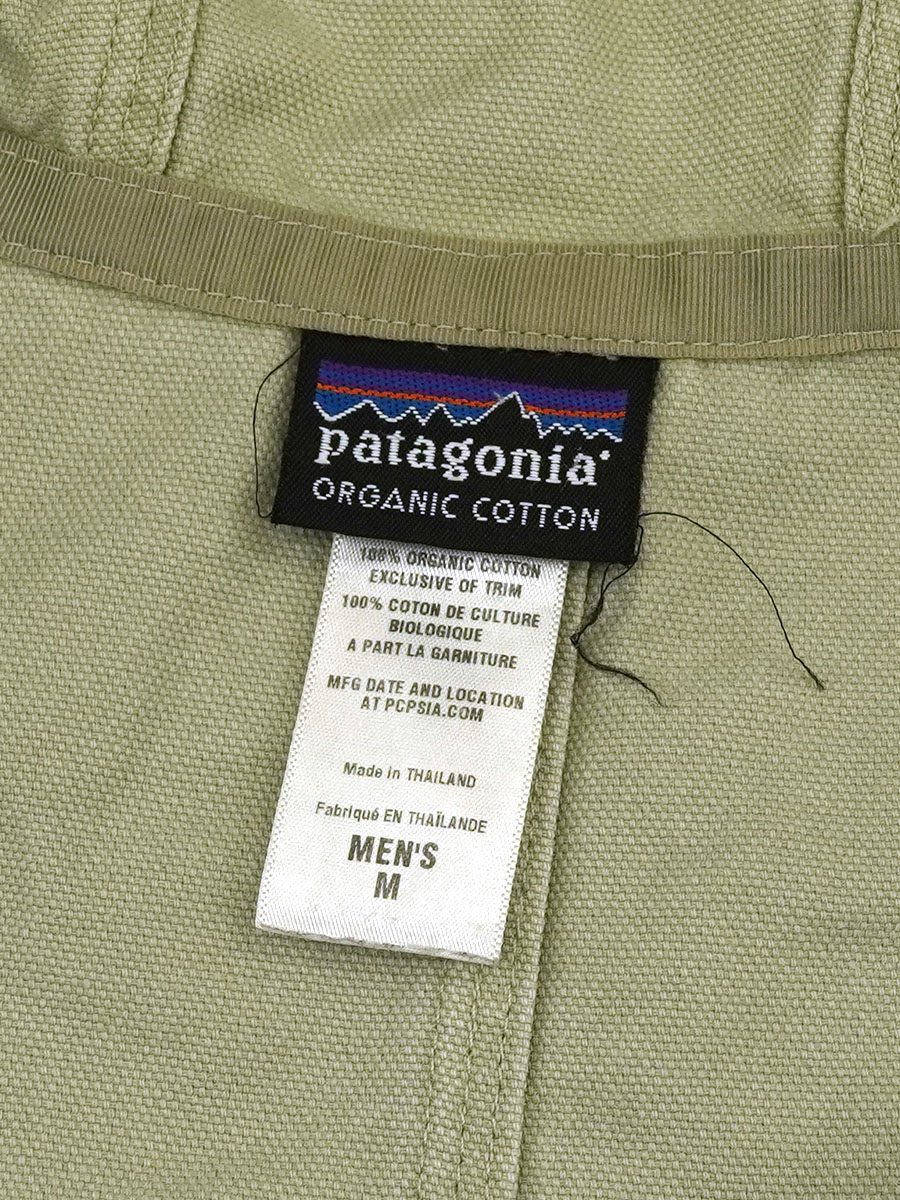 patagonia
ORGANIC COTTON
100% ORGANIC COTTON
EXCLUSIVE OF TRIM
100% COTON DE CULTURE
BIOLOGIQUE
A PART LA GARNITURE
MFG DATE AND LOCATION
AT PCPSIA.COM
Made in THAILAND
Fabriqué EN THAÏLANDE
MEN'S
M